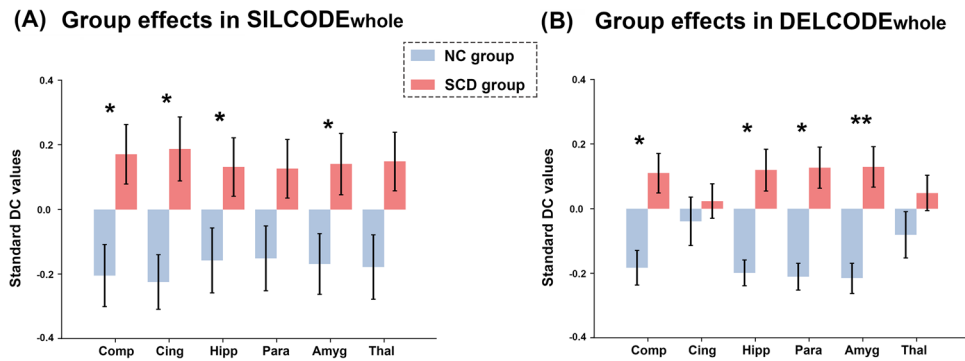 (A) Group effects in SILCODEwhole
(B) Group effects in DELCODEwhole
NC group
SCD group
Standard DC values
0.4
0.2
0.0
-0.2
-0.4
* * * *
Comp Cing Hipp Para Amyg Thal
Standard DC values
0.4
0.2
0.0
-0.2
-0.4
* * * **
Comp Cing Hipp Para Amyg Thal